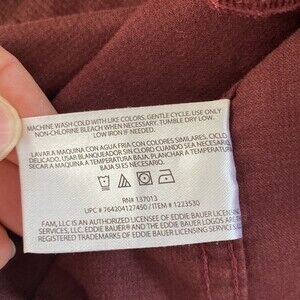 MACHINE WASH COLD WITH LIKE COLORS. GENTLE CYCLE. USE ONLY
NON-CHLORINE BLEACH WHEN NECESSARY. TUMBLE DRY LOW.
LOW IRON IF NEEDED.
LAVAR A MAQUINA CON AGUA FRIA CON COLORES SIMILARES. CICLO
DELICADO. USAR BLANQUEADOR SIN CLORO CUANDO SEA NECESARIO.
SECAR A MAQUINA A TEMPERATURA BAJA. PLANCHAR A TEMPERATURA
BAJA SI ES NECESARIO.
RN# 137013
UPC # 764204127450 / ITEM # 1223530
FAM, LLC IS AN AUTHORIZED LICENSEE OF EDDIE BAUER LICENSING
SERVICES, LLC. EDDIE BAUER & THE EDDIE BAUER LOGOS ARE
REGISTERED TRADEMARKS OF EDDIE BAUER LICENSING SERVICES